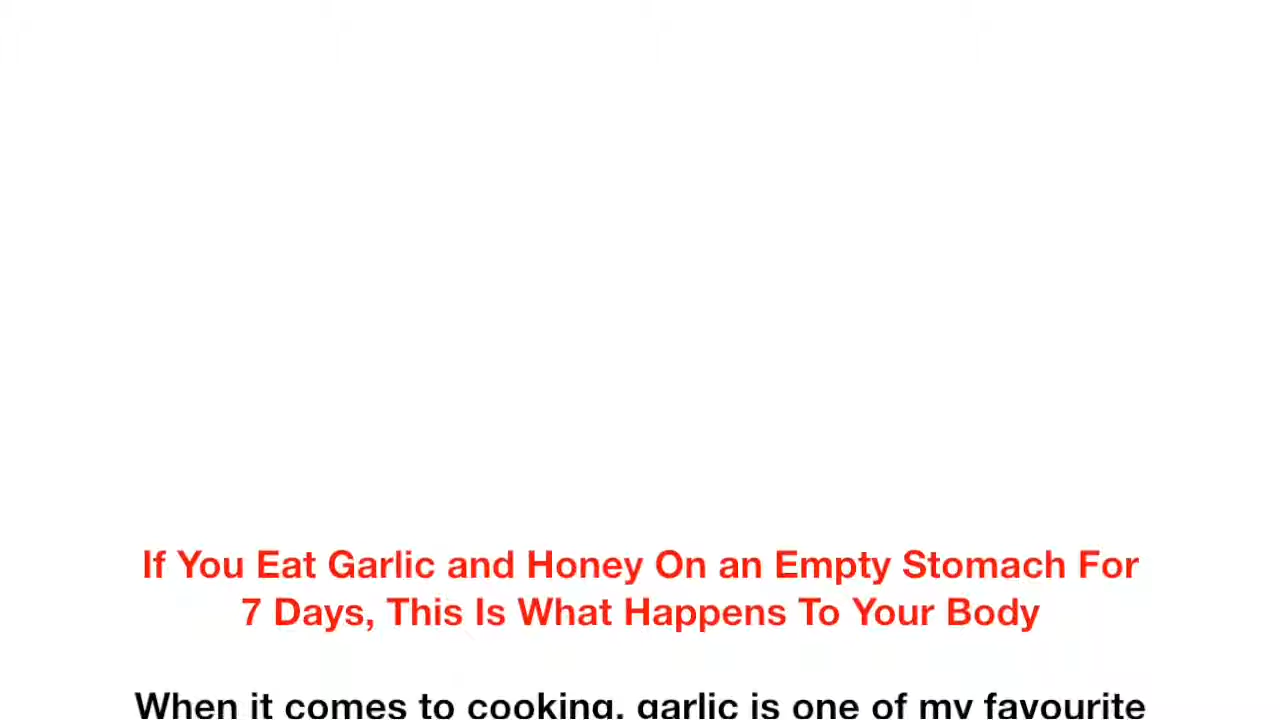 If You Eat Garlic and Honey On an Empty Stomach For
7 Days, This Is What Happens To Your Body
When it comes to cooking, garlic is one of my favourite